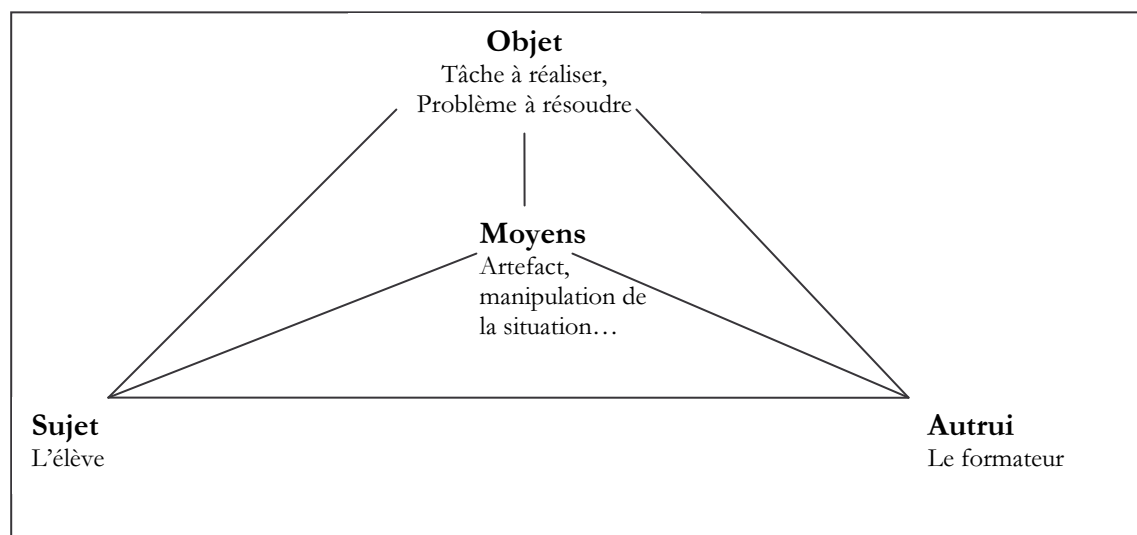 Objet
Tâche à réaliser,
Problème à résoudre
Moyens
Artefact,
manipulation de
la situation…
Sujet
L’élève
Autrui
Le formateur